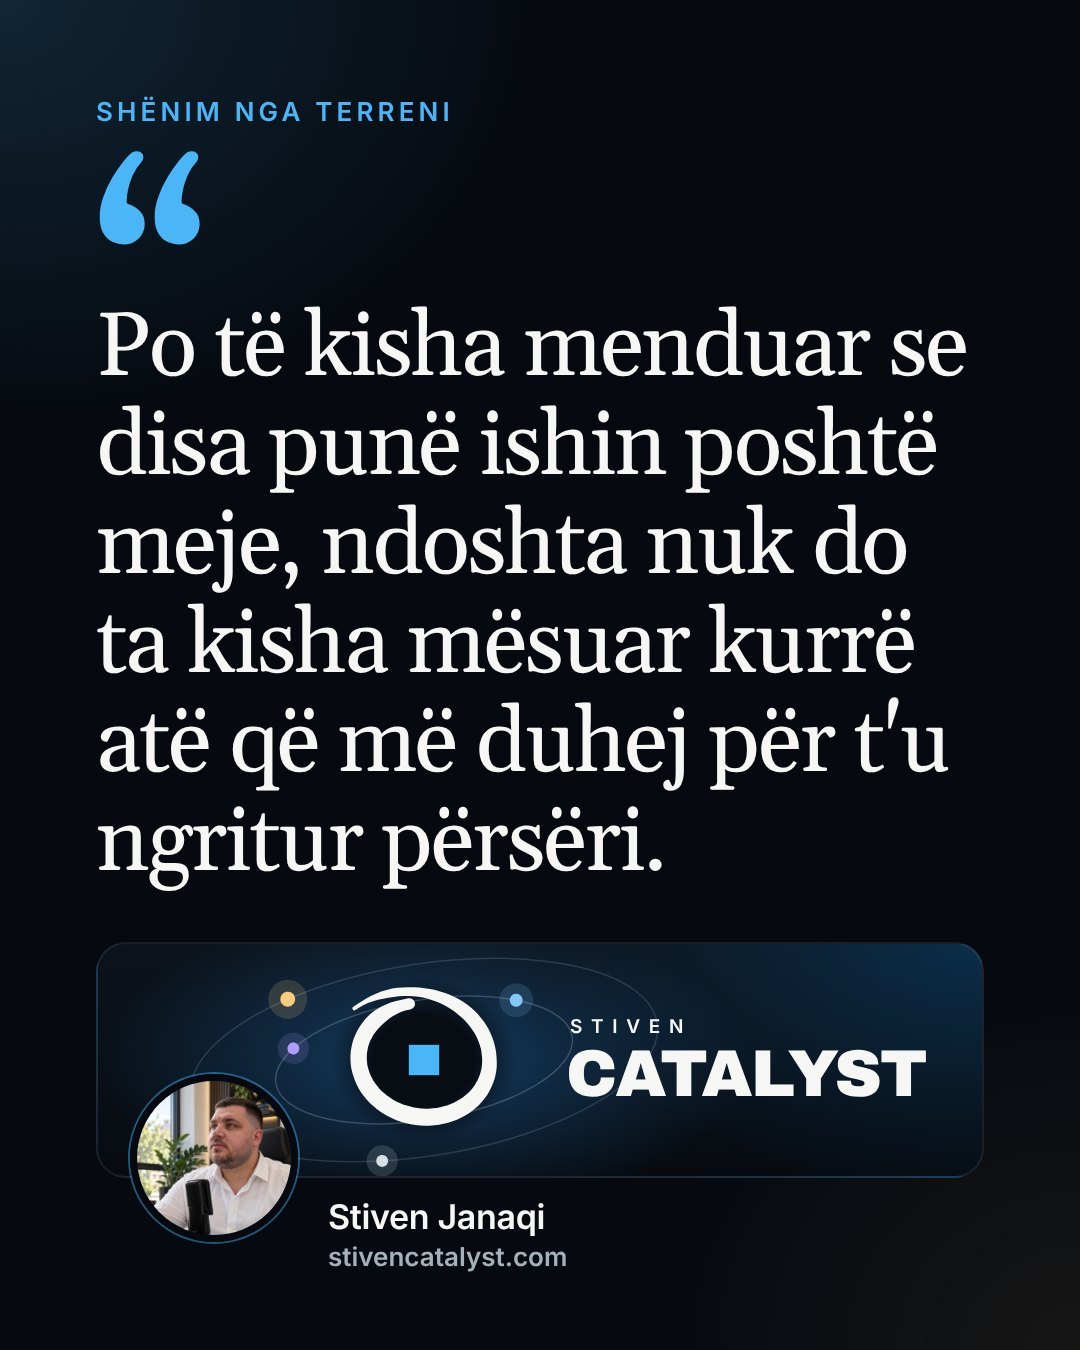 SHËNIM NGA TERRENI
“
Po të kisha menduar se
disa punë ishin poshtë
meje, ndoshta nuk do
ta kisha mësuar kurrë
atë që më duhej për t'u
ngritur përsëri.
STIVEN
CATALYST
Stiven Janaqi
stivencatalyst.com